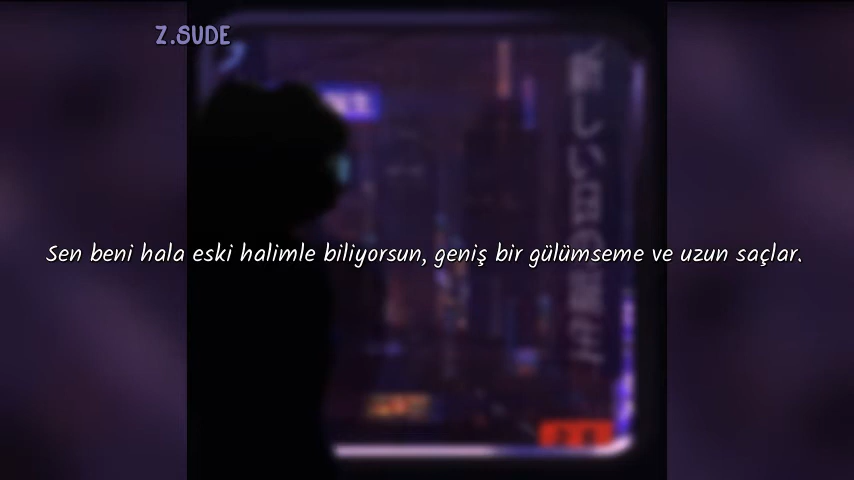 Z.SUDE
Sen beni hala eski halimle biliyorsun, geniş bir gülümseme ve uzun saçlar.